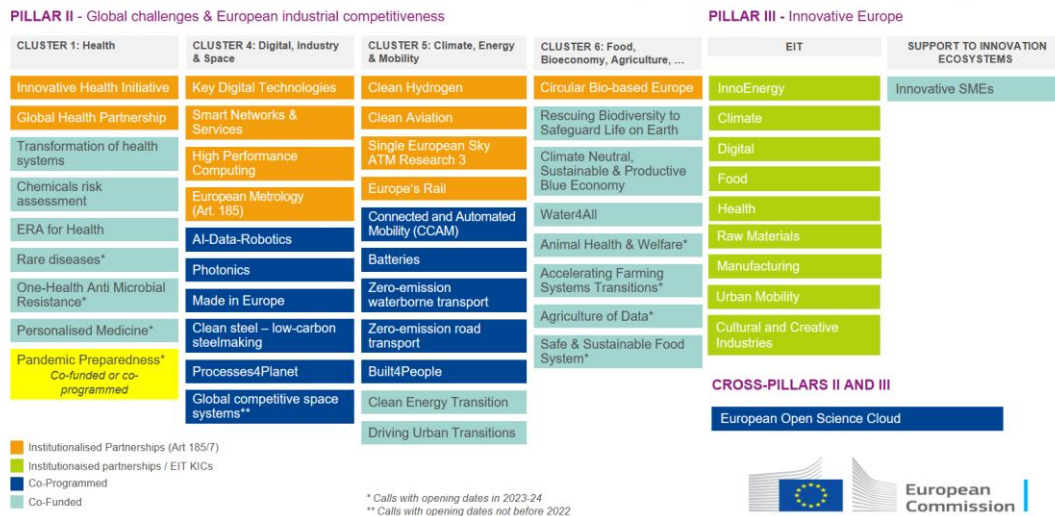 PILLAR II - Global challenges & European industrial competitiveness
CLUSTER 1: Health
Innovative Health Initiative
Global Health Partnership
Transformation of health
systems
Chemicals risk
assessment
ERA for Health
Rare diseases*
One-Health Anti Microbial
Resistance*
Personalised Medicine*
Pandemic Preparedness*
Co-funded or co-
programmed
CLUSTER 4: Digital, Industry
& Space
Key Digital Technologies
Smart Networks &
Services
High Performance
Computing
European Metrology
(Art. 185)
AI-Data-Robotics
Photonics
Made in Europe
Clean steel – low-carbon
steelmaking
Processes4Planet
Global competitive space
systems**
CLUSTER 5: Climate, Energy
& Mobility
Clean Hydrogen
Clean Aviation
Single European Sky
ATM Research 3
Europe's Rail
Connected and Automated
Mobility (CCAM)
Batteries
Zero-emission
waterborne transport
Zero-emission road
transport
Built4People
Clean Energy Transition
Driving Urban Transitions
CLUSTER 6: Food,
Bioeconomy, Agriculture, …
Circular Bio-based Europe
Rescuing Biodiversity to
Safeguard Life on Earth
Climate Neutral,
Sustainable & Productive
Blue Economy
Water4All
Animal Health & Welfare*
Accelerating Farming
Systems Transitions*
Agriculture of Data*
Safe & Sustainable Food
System*
PILLAR III - Innovative Europe
EIT
InnoEnergy
Climate
Digital
Food
Health
Raw Materials
Manufacturing
Urban Mobility
Cultural and Creative
Industries
SUPPORT TO INNOVATION
ECOSYSTEMS
Innovative SMEs
CROSS-PILLARS II AND III
European Open Science Cloud
Institutionalised Partnerships (Art 185/7)
Institutionaised partnerships / EIT KICs
Co-Programmed
Co-Funded
* Calls with opening dates in 2023-24
** Calls with opening dates not before 2022
European
Commission